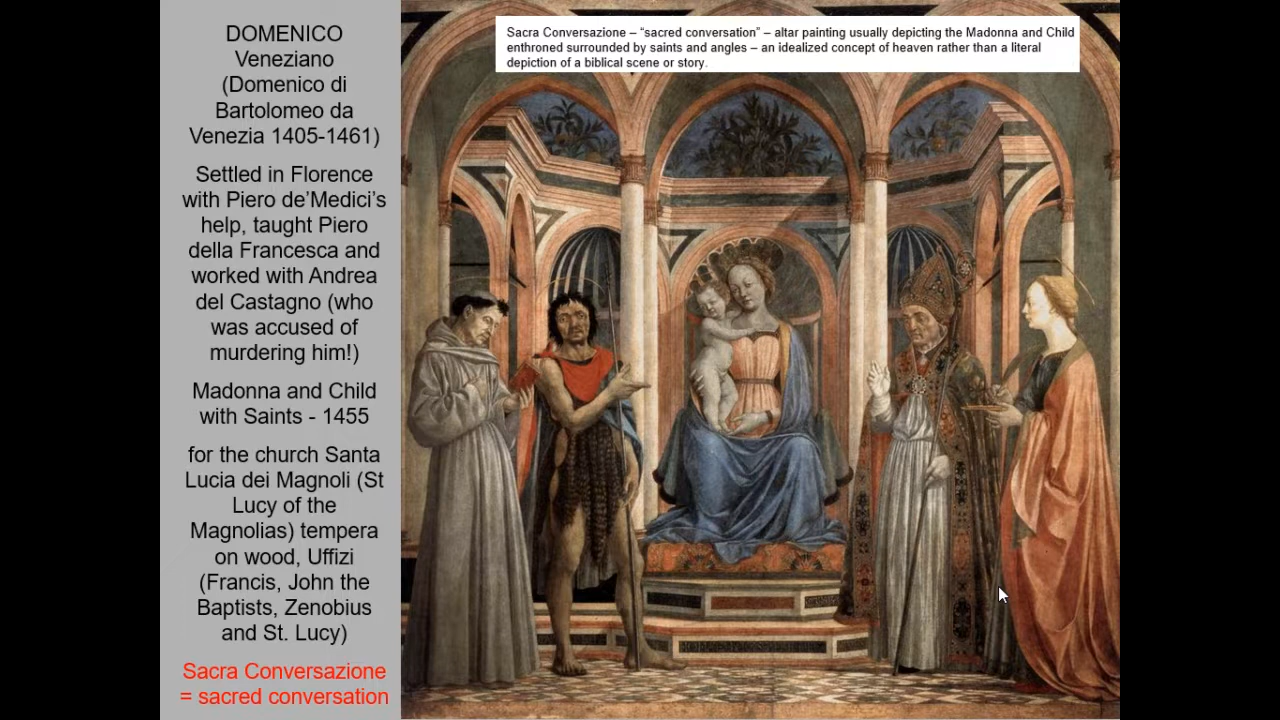 DOMENICO
Veneziano
(Domenico di
Bartolomeo da
Venezia 1405-1461)
Settled in Florence
with Piero de'Medici's
help, taught Piero
della Francesca and
worked with Andrea
del Castagno (who
was accused of
murdering him!)
Madonna and Child
with Saints - 1455
for the church Santa
Lucia dei Magnoli (St
Lucy of the
Magnolias) tempera
on wood, Uffizi
(Francis, John the
Baptists, Zenobius
and St. Lucy)
Sacra Conversazione
= sacred conversation
Sacra Conversazione – “sacred conversation” – altar painting usually depicting the Madonna and Child
enthroned surrounded by saints and angles – an idealized concept of heaven rather than a literal
depiction of a biblical scene or story.